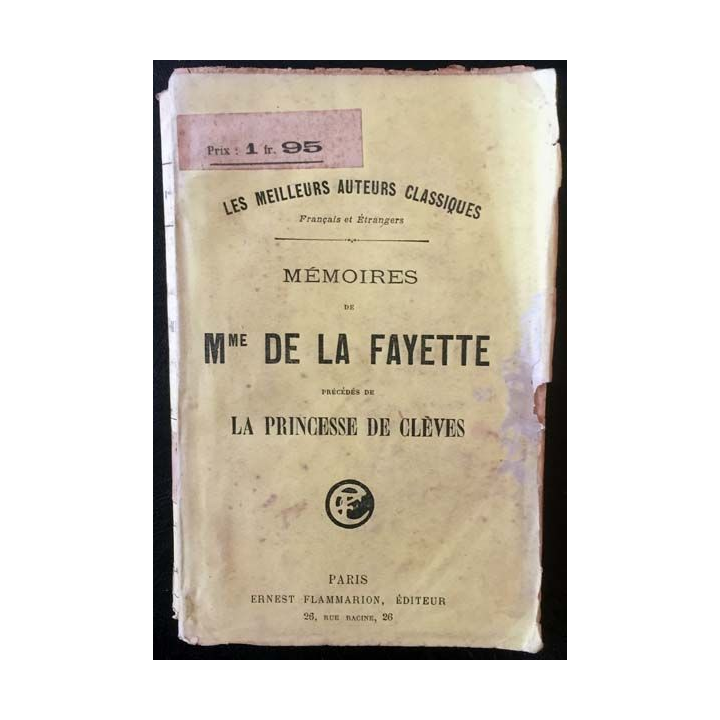 Prix : 1 fr. 95
LES MEILLEURS AUTEURS CLASSIQUES
Français et Étrangers
MÉMOIRES
DE
MME DE LA FAYETTE
PRÉCÉDÉS DE
LA PRINCESSE DE CLÈVES
PARIS
ERNEST FLAMMARION, ÉDITEUR
26, RUE RACINE, 26